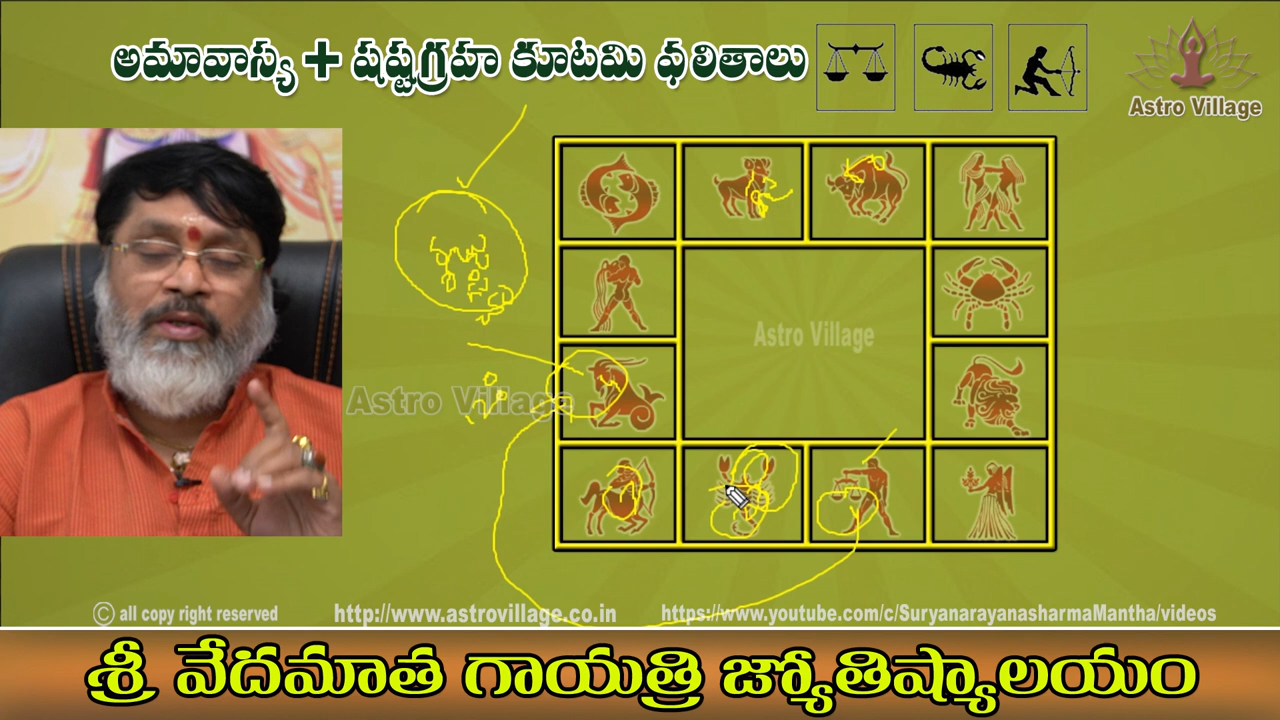 అమావాస్య + షష్టగ్రహ కూటమి ఫలితాలు
Astro Village
Astro Village
Astro Village
© all copy right reserved
http://www.astrovillage.co.in
https://www.youtube.com/c/SuryanarayanasharmaMantha/videos
శ్రీ వేదమాత గాయత్రి జ్యోతిష్యాలయం